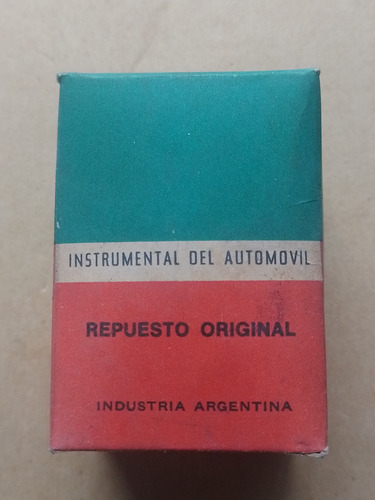 INSTRUMENTAL DEL AUTOMOVIL
REPUESTO ORIGINAL
INDUSTRIA ARGENTINA